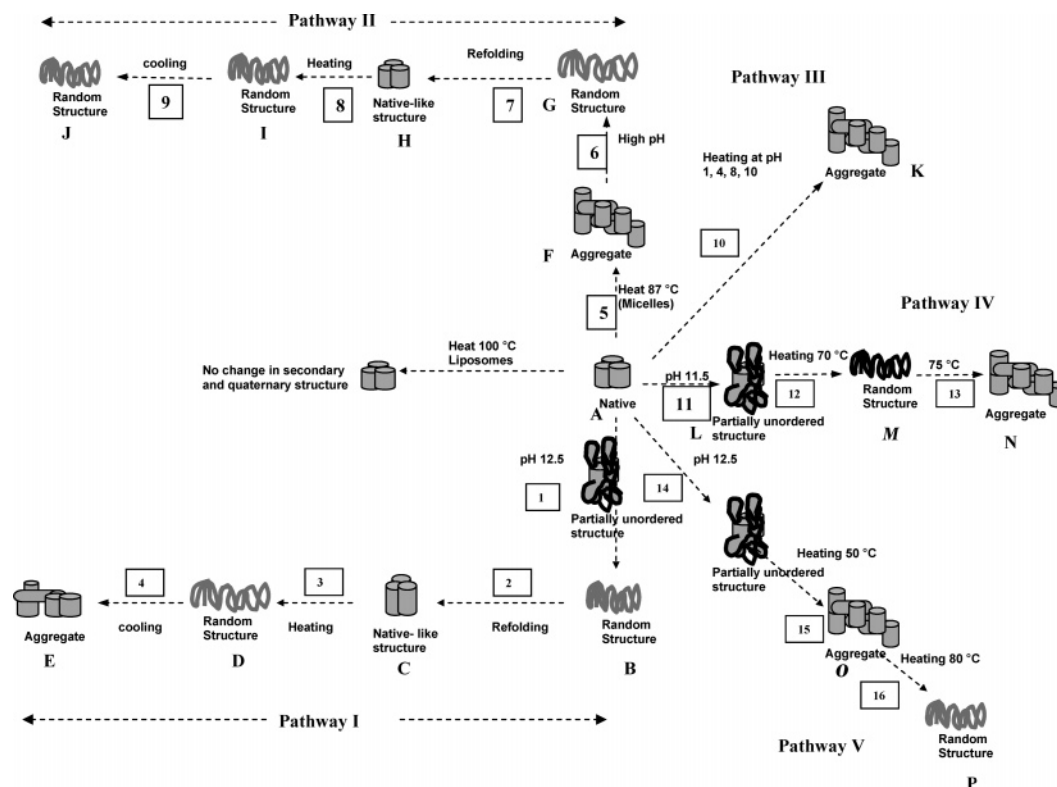 Pathway II
cooling
9
Heating
8
Refolding
7
Random
Structure
J
Random
Structure
I
Native-like
structure
H
G
Random
Structure
Pathway III
6
High pH
Heating at pH
1, 4, 8, 10
Aggregate
K
F
Aggregate
10
Heat 87 °C
(Micelles)
5
Pathway IV
Heat 100 °C
Liposomes
No change in secondary
and quaternary structure
A
Native
pH 11.5
11
L
Partially unordered
structure
Heating 70 °C
12
Random
Structure
M
75 °C
13
Aggregate
N
pH 12.5
1
Partially unordered
structure
14
pH 12.5
Partially unordered
structure
Heating 50 °C
15
Aggregate
O
Heating 80 °C
16
Random
Structure
P
4
cooling
3
Heating
2
Refolding
Aggregate
E
Random
Structure
D
Native- like
structure
C
Random
Structure
B
Pathway I
Pathway V